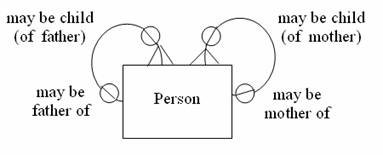 may be child
(of father)
may be child
(of mother)
may be
father of
Person
may be
mother of